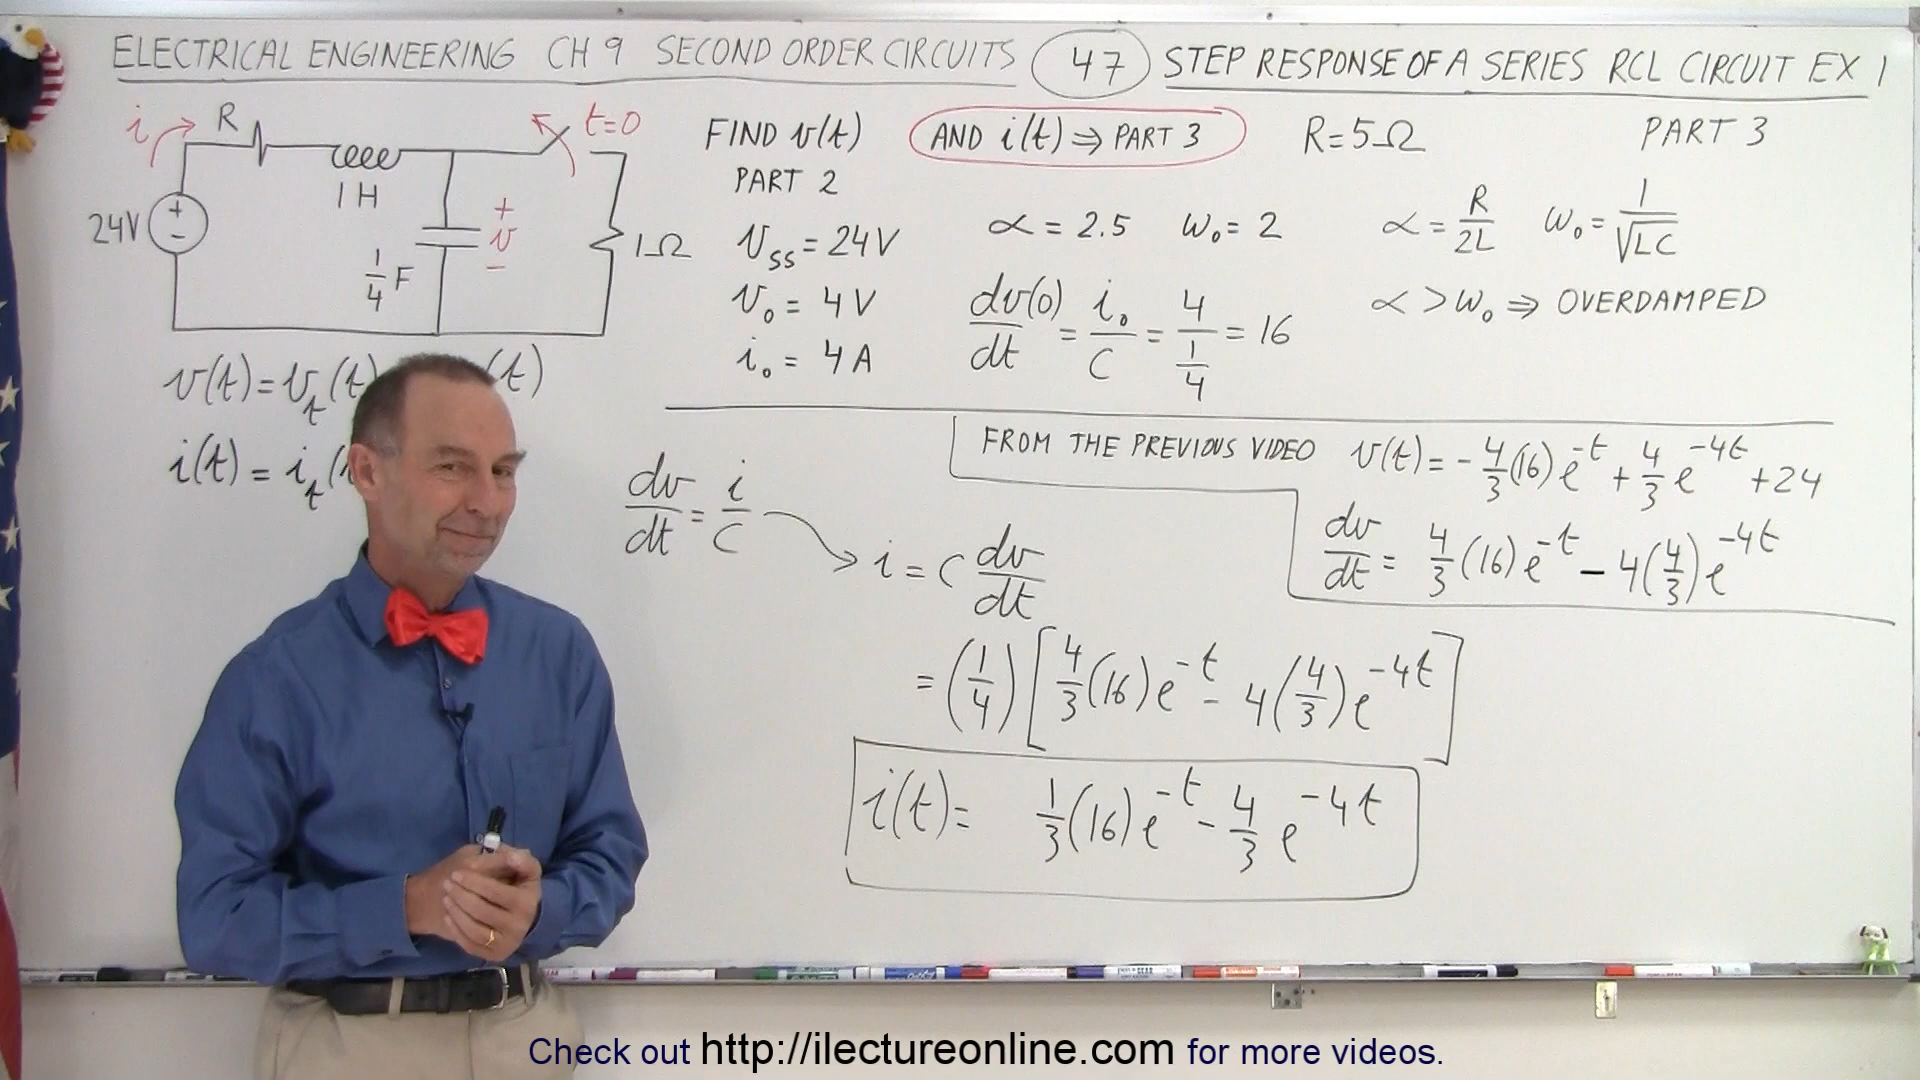 ELECTRICAL ENGINEERING CH 9 SECOND ORDER CIRCUITS 47 STEP RESPONSE OF A SERIES RCL CIRCUIT EX 1
i R t=0
1 H
24V + -
+ v -
1/4 F
1Ω
v(t)=v_t(t) (t)
i(t) = i_t(
FIND v(t) AND i(t) ⇒ PART 3 R=5Ω PART 3
PART 2
v_ss = 24V α = 2.5 ω₀= 2 α = R/2L ω₀= 1/√LC
v₀ = 4V dv(0)/dt = i₀/C = 4/(1/4) = 16 α > ω₀ ⇒ OVERDAMPED
i₀ = 4 A
FROM THE PREVIOUS VIDEO v(t) = -4/3(16)e^-t + 4/3 e^-4t +24
dv/dt = 4/3(16)e^-t - 4(4/3)e^-4t
dv/dt = i/C → i = C dv/dt
= (1/4)[4/3(16)e^-t - 4(4/3)e^-4t]
i(t)= 1/3(16)e^-t - 4/3 e^-4t
Check out http://ilectureonline.com for more videos.